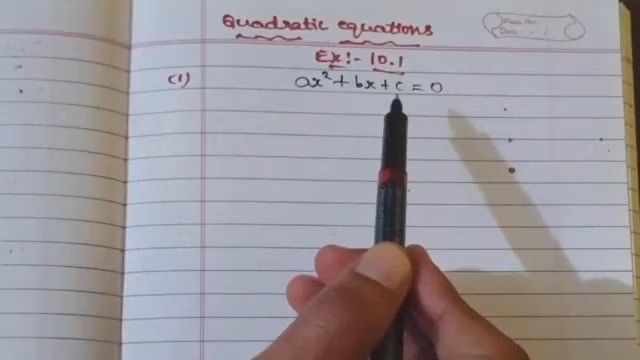 Quadratic equations
Ex:- 10.1
(1) ax² + bx + c = 0